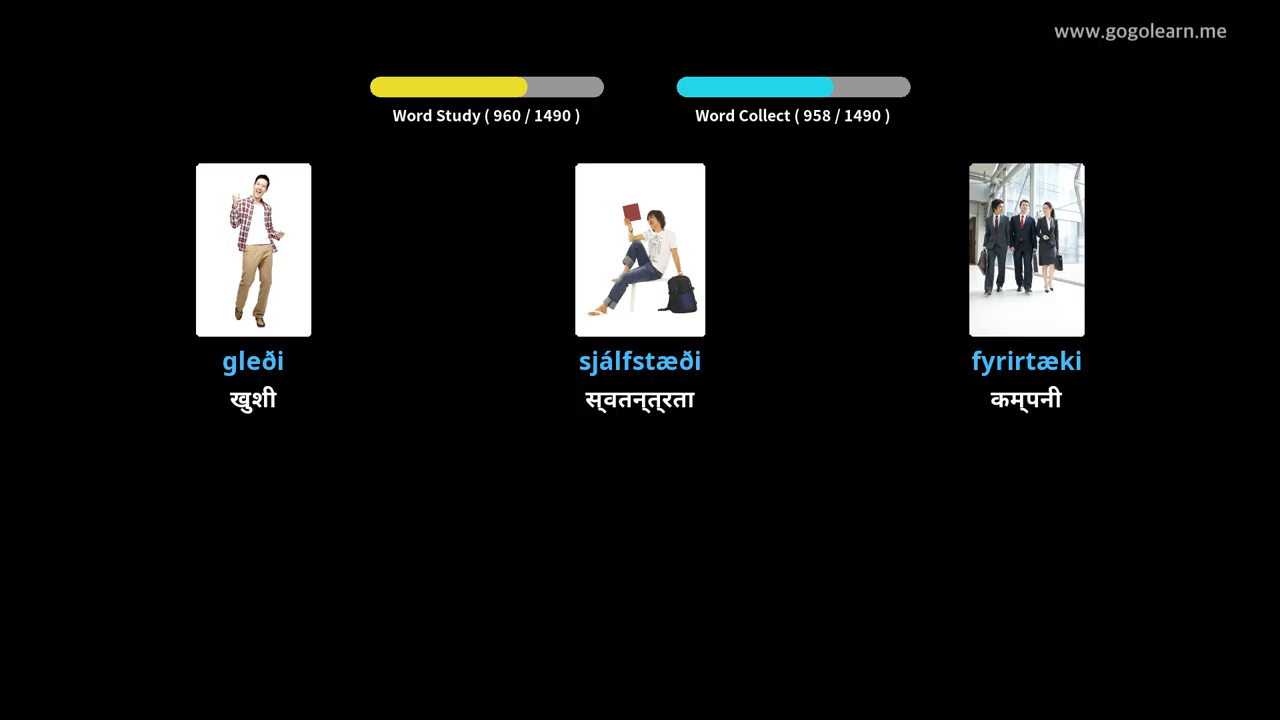 www.gogolearn.me
Word Study ( 960 / 1490 )
Word Collect ( 958 / 1490 )
gleði
खुशी
sjálfstæði
स्वतन्त्रता
fyrirtæki
कम्पनी